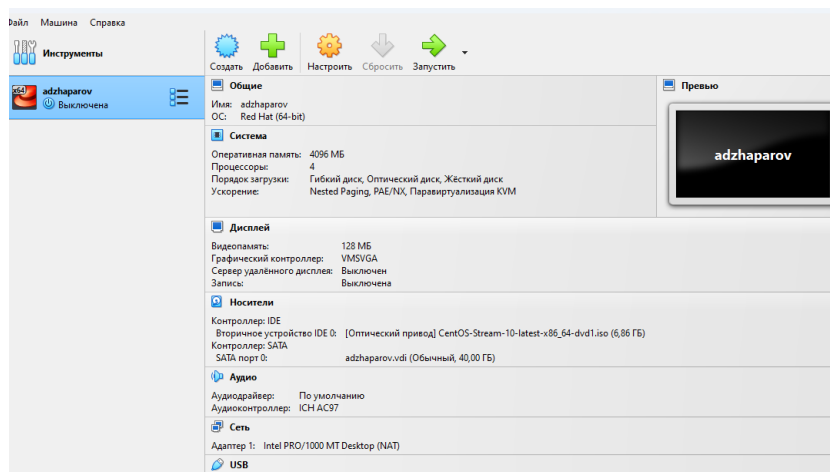 Файл Машина Справка
Инструменты
Создать Добавить Настроить Сбросить Запустить
x64 adzhaparov
Выключена
Общие
Имя: adzhaparov
ОС: Red Hat (64-bit)
Превью
adzhaparov
Система
Оперативная память: 4096 МБ
Процессоры: 4
Порядок загрузки: Гибкий диск, Оптический диск, Жёсткий диск
Ускорение: Nested Paging, PAE/NX, Паравиртуализация KVM
Дисплей
Видеопамять: 128 МБ
Графический контроллер: VMSVGA
Сервер удалённого дисплея: Выключен
Запись: Выключена
Носители
Контроллер: IDE
Вторичное устройство IDE 0: [Оптический привод] CentOS-Stream-10-latest-x86_64-dvd1.iso (6,86 ГБ)
Контроллер: SATA
SATA порт 0: adzhaparov.vdi (Обычный, 40,00 ГБ)
Аудио
Аудиодрайвер: По умолчанию
Аудиоконтроллер: ICH AC97
Сеть
Адаптер 1: Intel PRO/1000 MT Desktop (NAT)
USB